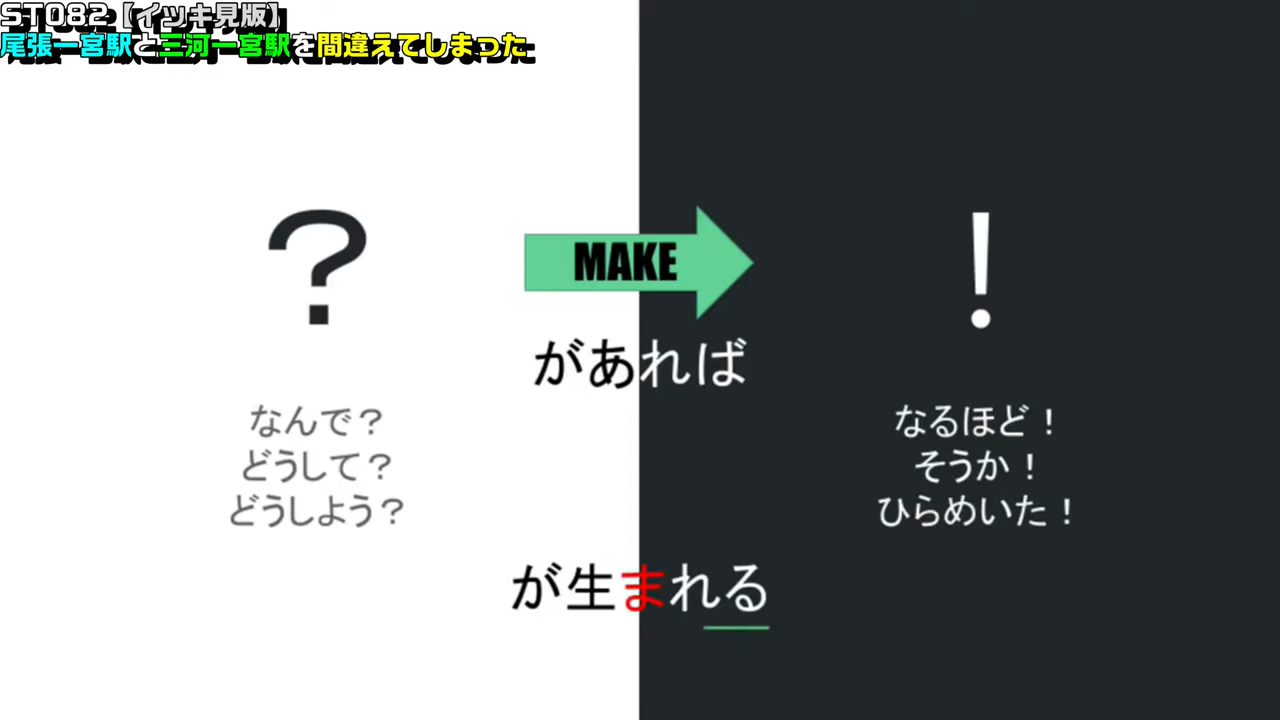 ST082【イツキ見版】
尾張一宮駅と三河一宮駅を間違えてしまった
?
MAKE
!
があれば
なんで？
どうして？
どうしよう？
なるほど！
そうか！
ひらめいた！
が生まれる